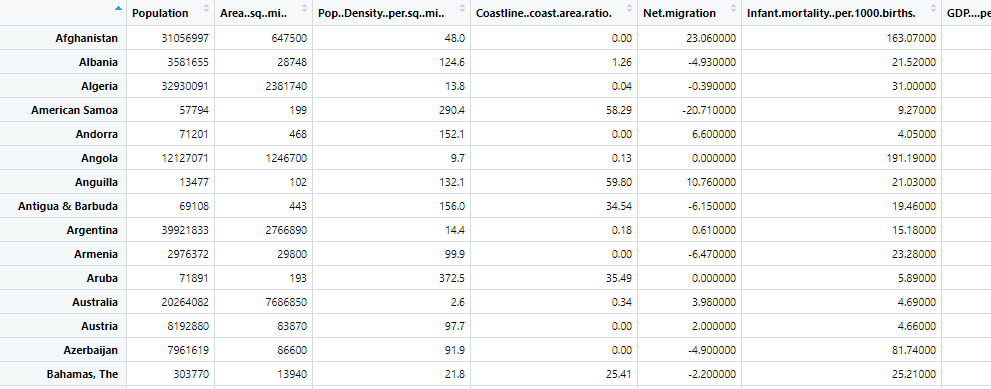 Population Area..sq..mi.. Pop..Density..per.sq..mi.. Coastline..coast.area.ratio. Net.migration Infant.mortality..per.1000.births. GDP....pe
Afghanistan 31056997 647500 48.0 0.00 23.060000 163.07000
Albania 3581655 28748 124.6 1.26 -4.930000 21.52000
Algeria 32930091 2381740 13.8 0.04 -0.390000 31.00000
American Samoa 57794 199 290.4 58.29 -20.710000 9.27000
Andorra 71201 468 152.1 0.00 6.600000 4.05000
Angola 12127071 1246700 9.7 0.13 0.000000 191.19000
Anguilla 13477 102 132.1 59.80 10.760000 21.03000
Antigua & Barbuda 69108 443 156.0 34.54 -6.150000 19.46000
Argentina 39921833 2766890 14.4 0.18 0.610000 15.18000
Armenia 2976372 29800 99.9 0.00 -6.470000 23.28000
Aruba 71891 193 372.5 35.49 0.000000 5.89000
Australia 20264082 7686850 2.6 0.34 3.980000 4.69000
Austria 8192880 83870 97.7 0.00 2.000000 4.66000
Azerbaijan 7961619 86600 91.9 0.00 -4.900000 81.74000
Bahamas, The 303770 13940 21.8 25.41 -2.200000 25.21000